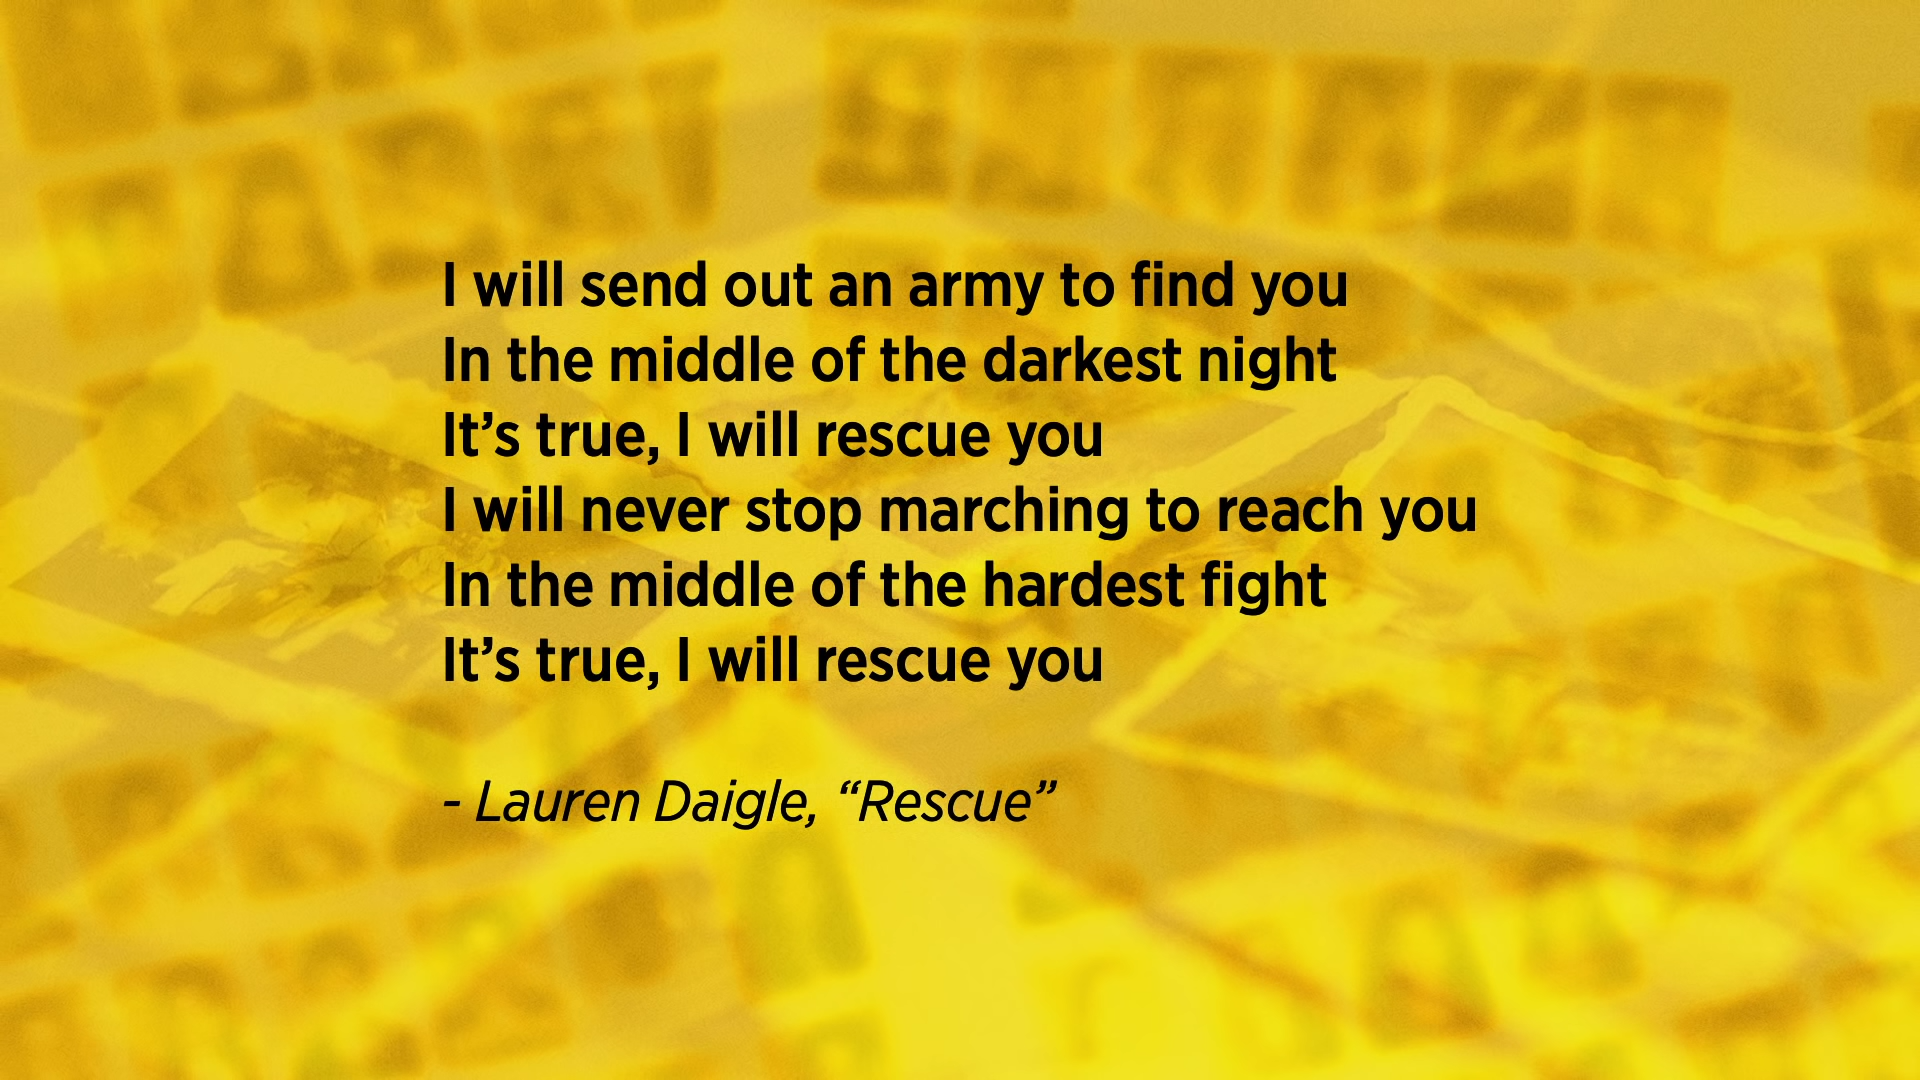 I will send out an army to find you
In the middle of the darkest night
It’s true, I will rescue you
I will never stop marching to reach you
In the middle of the hardest fight
It’s true, I will rescue you
- Lauren Daigle, “Rescue”